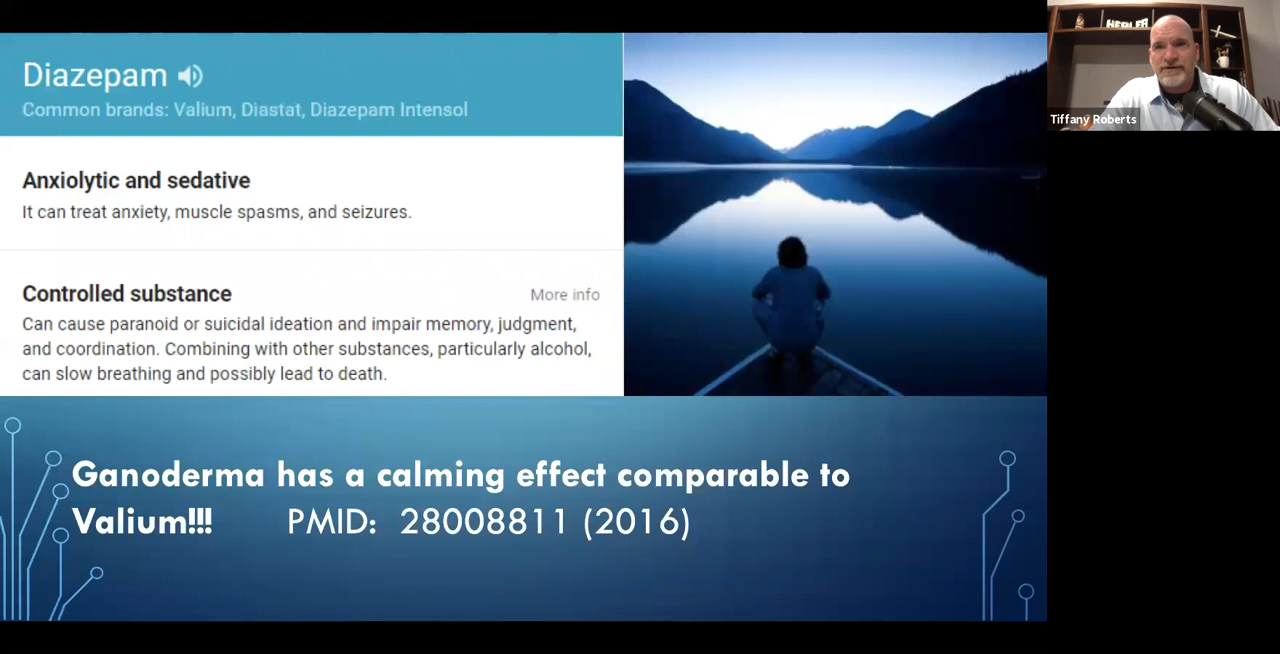 Diazepam
Common brands: Valium, Diastat, Diazepam Intensol
Anxiolytic and sedative
It can treat anxiety, muscle spasms, and seizures.
Controlled substance
More info
Can cause paranoid or suicidal ideation and impair memory, judgment,
and coordination. Combining with other substances, particularly alcohol,
can slow breathing and possibly lead to death.
Ganoderma has a calming effect comparable to
Valium!!! PMID: 28008811 (2016)
HEALER
Tiffany Roberts